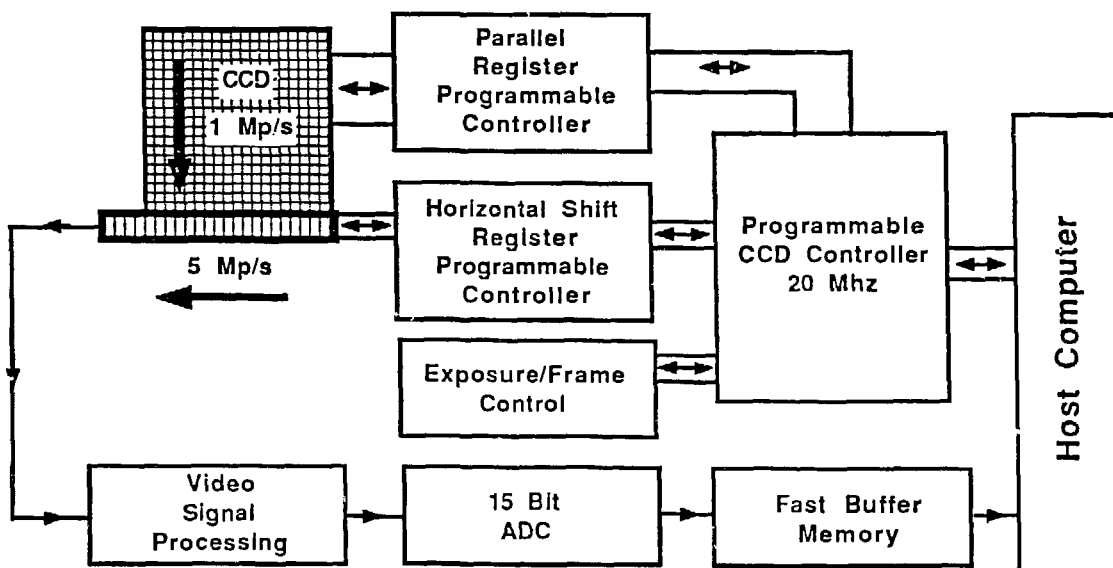 CCD
1 Mp/s
5 Mp/s
Parallel
Register
Programmable
Controller
Horizontal Shift
Register
Programmable
Controller
Exposure/Frame
Control
Programmable
CCD Controller
20 Mhz
Host Computer
Video
Signal
Processing
15 Bit
ADC
Fast Buffer
Memory